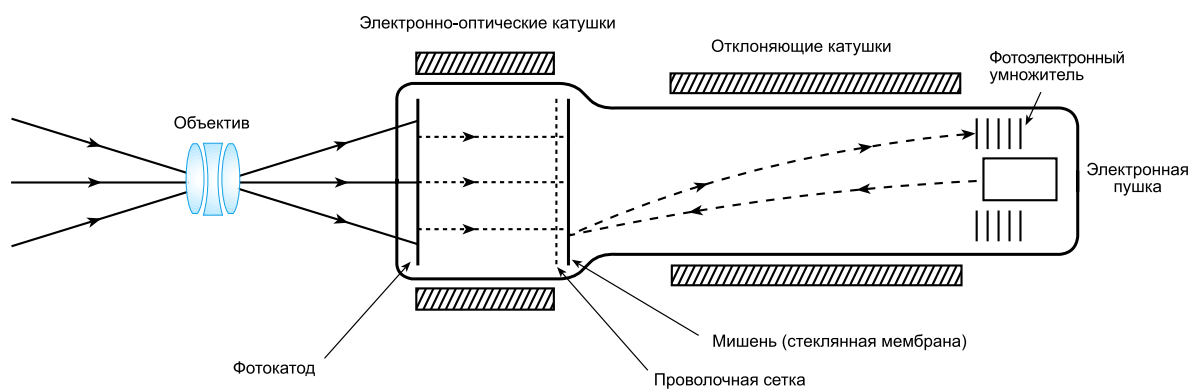 Электронно-оптические катушки
Отклоняющие катушки
Фотоэлектронный
умножитель
Объектив
Электронная
пушка
Мишень (стеклянная мембрана)
Фотокатод
Проволочная сетка